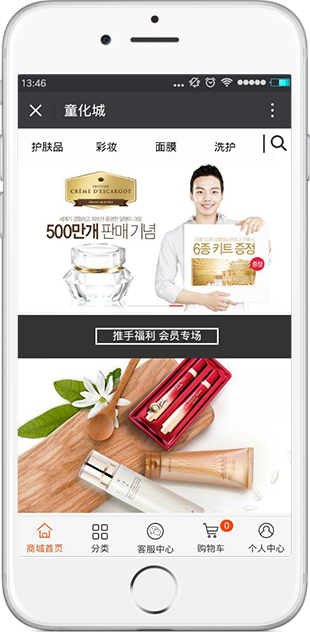 13:46
童化城
护肤品 彩妆 面膜 洗护
PRESTIGE
CRÈME D'ESCARGOT
500만개 판매 기념
6종 키트 증정
증정
推手福利 会员专场
0
商城首页 分类 客服中心 购物车 个人中心